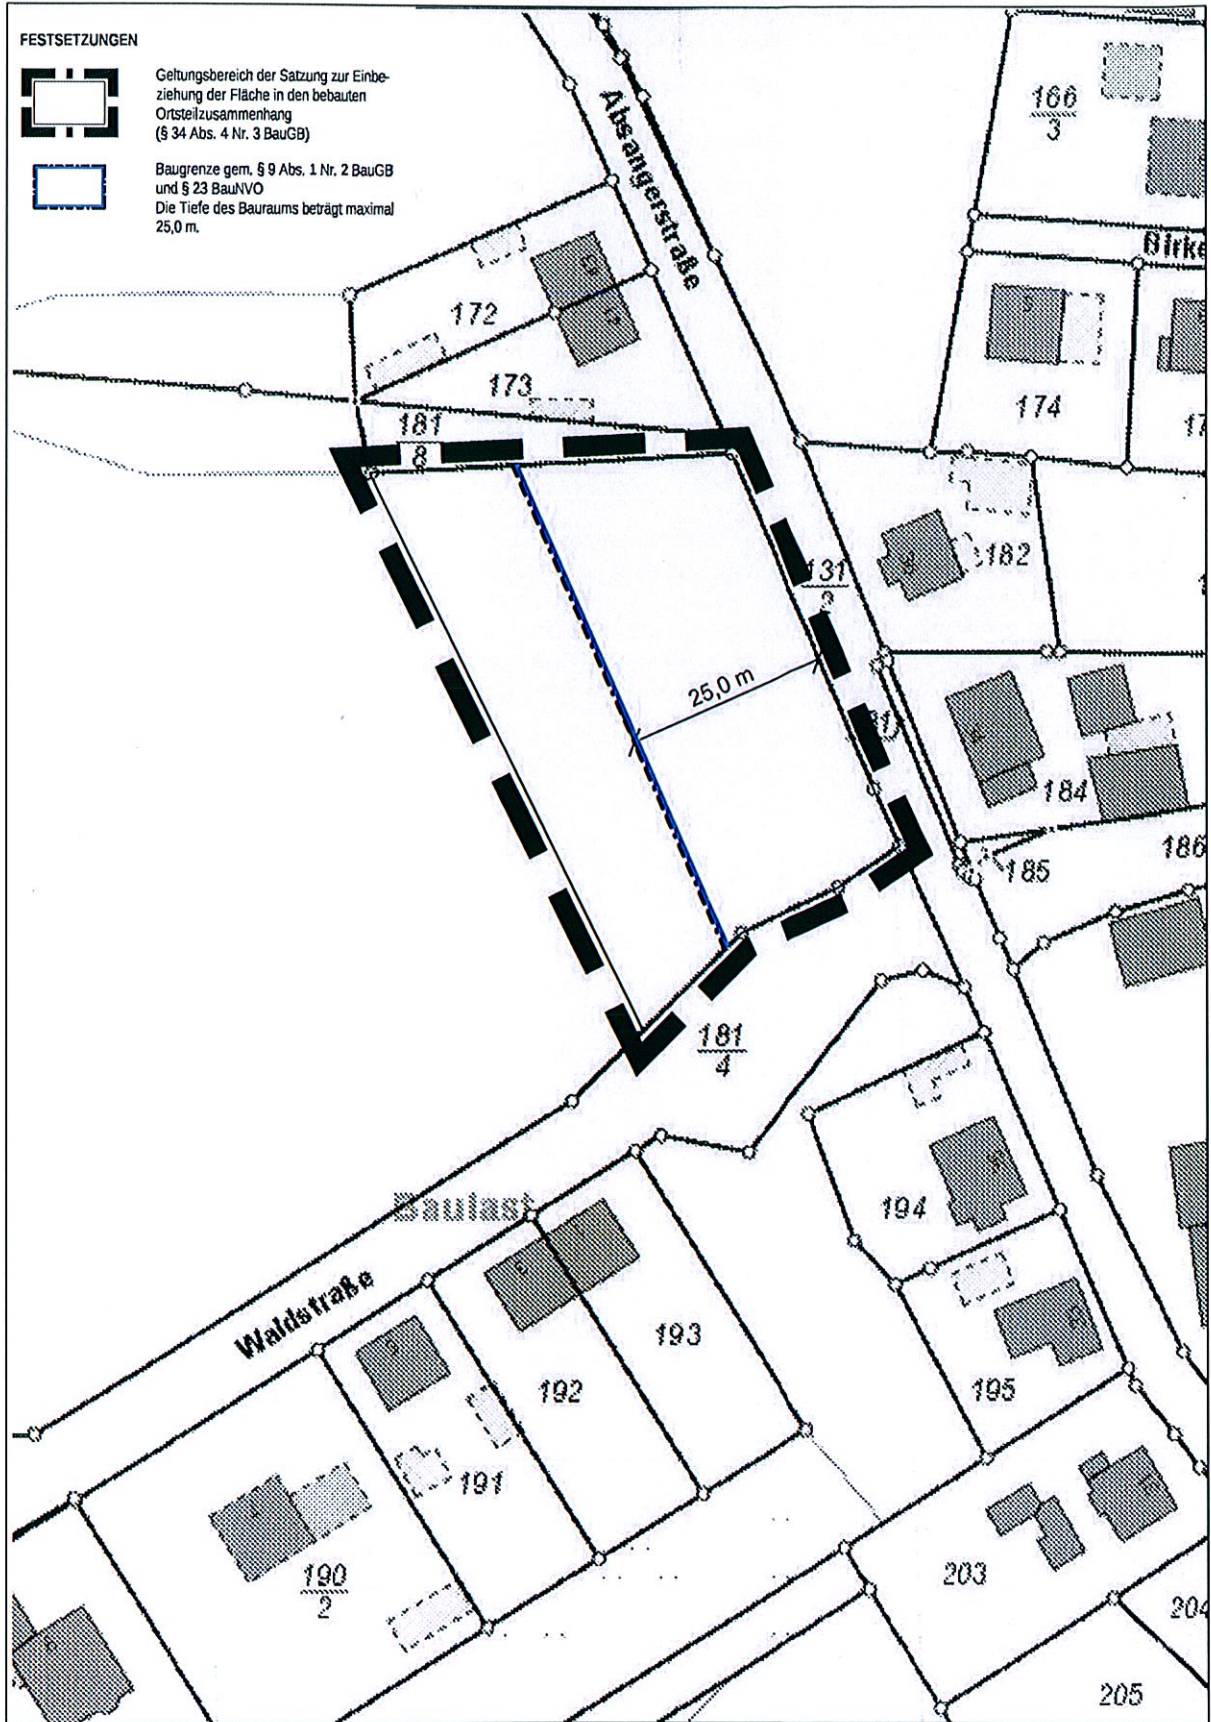 FESTSETZUNGEN
Geltungsbereich der Satzung zur Einbe-
ziehung der Fläche in den bebauten
Ortsteilzusammenhang
(§ 34 Abs. 4 Nr. 3 BauGB)
Baugrenze gem. § 9 Abs. 1 Nr. 2 BauGB
und § 23 BauNVO
Die Tiefe des Bauraums beträgt maximal
25,0 m.
Absangerstraße
166
3
Birke
172
173
174
17
181
8
182
131
25,0 m
184
185
186
181
4
Baulast
Waldstraße
194
193
192
195
191
190
2
203
204
205